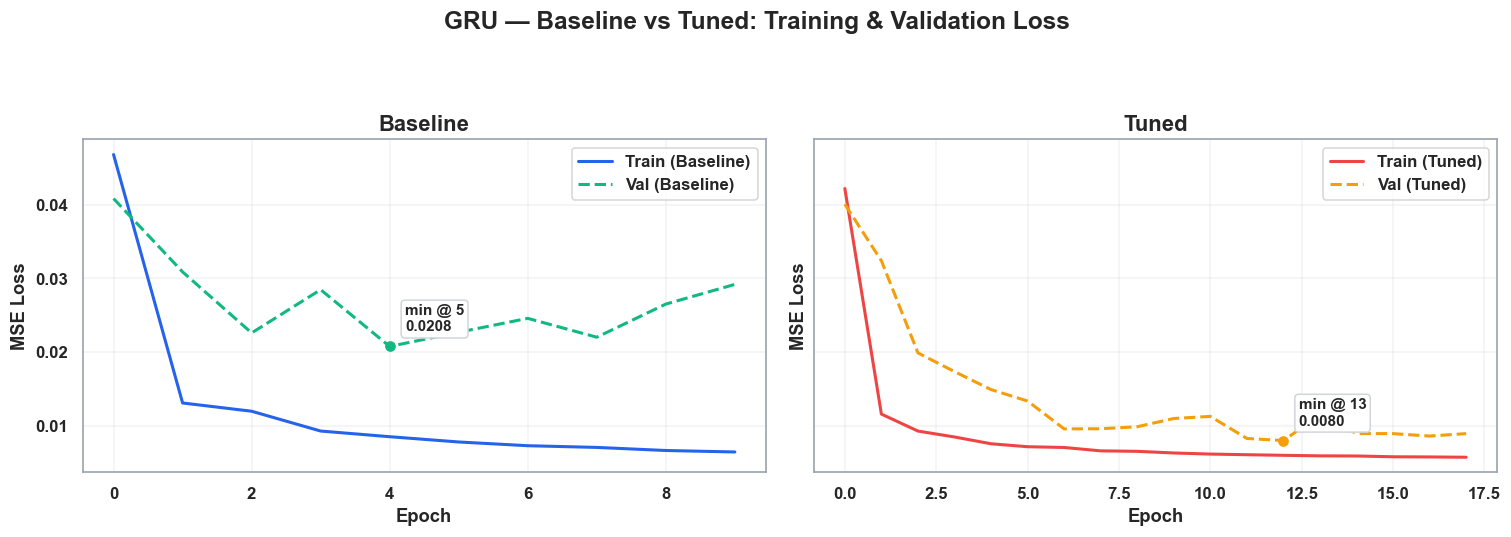 GRU — Baseline vs Tuned: Training & Validation Loss
Baseline
MSE Loss
0.04
0.03
0.02
0.01
Train (Baseline)
Val (Baseline)
min @ 5
0.0208
0 2 4 6 8
Epoch
Tuned
MSE Loss
Train (Tuned)
Val (Tuned)
min @ 13
0.0080
0.0 2.5 5.0 7.5 10.0 12.5 15.0 17.5
Epoch